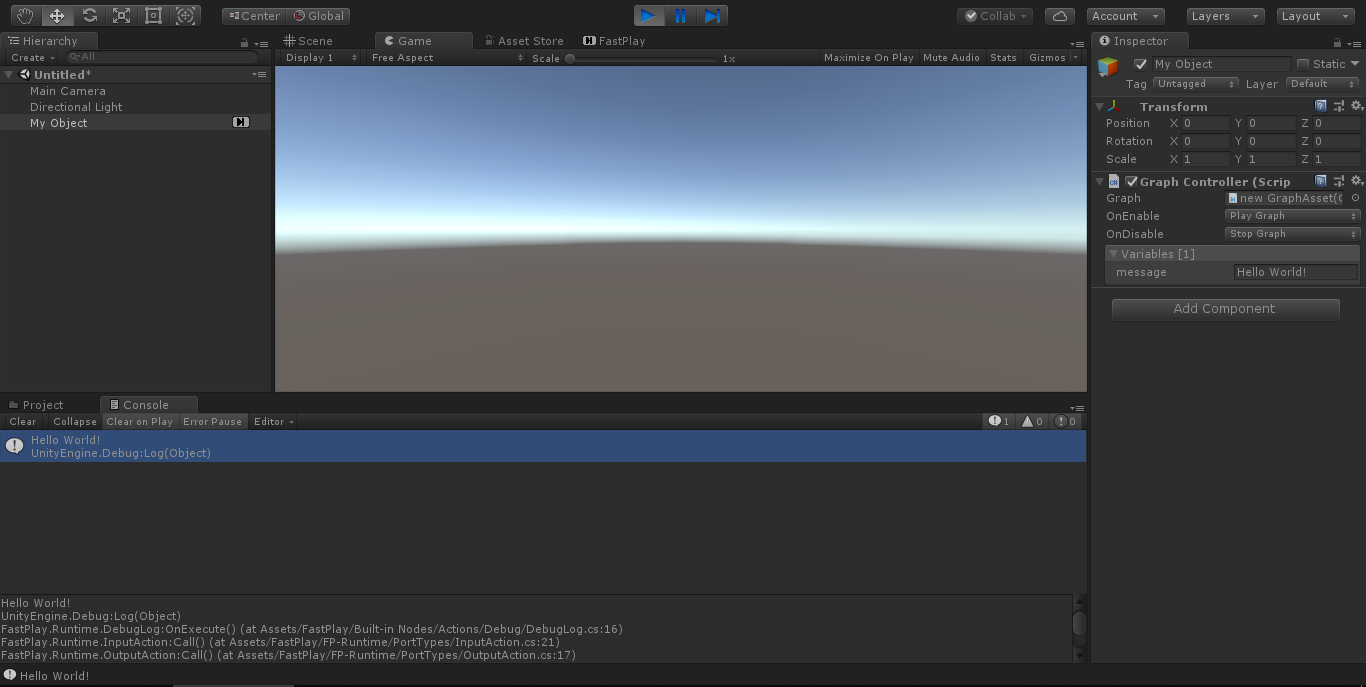 Center Global Collab Account Layers Layout
Hierarchy
Create All
Untitled*
Main Camera
Directional Light
My Object
Scene Game Asset Store FastPlay
Display 1 Free Aspect Scale 1x Maximize On Play Mute Audio Stats Gizmos
Inspector
My Object Static
Tag Untagged Layer Default
Transform
Position X 0 Y 0 Z 0
Rotation X 0 Y 0 Z 0
Scale X 1 Y 1 Z 1
Graph Controller (Scrip
Graph new GraphAsset(
OnEnable Play Graph
OnDisable Stop Graph
Variables [1]
message Hello World!
Add Component
Project Console
Clear Collapse Clear on Play Error Pause Editor 1 0 0
Hello World!
UnityEngine.Debug:Log(Object)
Hello World!
UnityEngine.Debug:Log(Object)
FastPlay.Runtime.DebugLog:OnExecute() (at Assets/FastPlay/Built-in Nodes/Actions/Debug/DebugLog.cs:16)
FastPlay.Runtime.InputAction:Call() (at Assets/FastPlay/FP-Runtime/PortTypes/InputAction.cs:21)
FastPlay.Runtime.OutputAction:Call() (at Assets/FastPlay/FP-Runtime/PortTypes/OutputAction.cs:17)
Hello World!